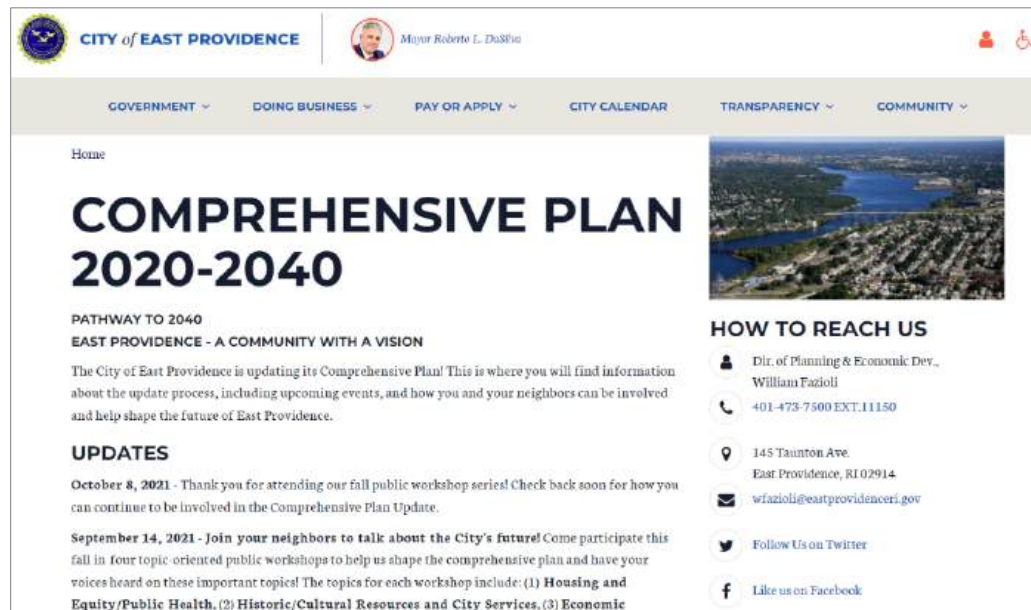 CITY of EAST PROVIDENCE
Mayor Roberto L. DaSilva
GOVERNMENT
DOING BUSINESS
PAY OR APPLY
CITY CALENDAR
TRANSPARENCY
COMMUNITY
Home
COMPREHENSIVE PLAN
2020-2040
PATHWAY TO 2040
EAST PROVIDENCE - A COMMUNITY WITH A VISION
The City of East Providence is updating its Comprehensive Plan! This is where you will find information
about the update process, including upcoming events, and how you and your neighbors can be involved
and help shape the future of East Providence.
UPDATES
October 8, 2021 - Thank you for attending our fall public workshop series! Check back soon for how you
can continue to be involved in the Comprehensive Plan Update.
September 14, 2021 - Join your neighbors to talk about the City's future! Come participate this
fall in four topic-oriented public workshops to help us shape the comprehensive plan and have your
voices heard on these important topics! The topics for each workshop include: (1) Housing and
Equity/Public Health, (2) Historic/Cultural Resources and City Services, (3) Economic
HOW TO REACH US
Dir. of Planning & Economic Dev.,
William Fazioli
401-473-7500 EXT.11150
145 Taunton Ave.
East Providence, RI 02914
wfazioli@eastprovidenceri.gov
Follow Us on Twitter
Like us on Facebook